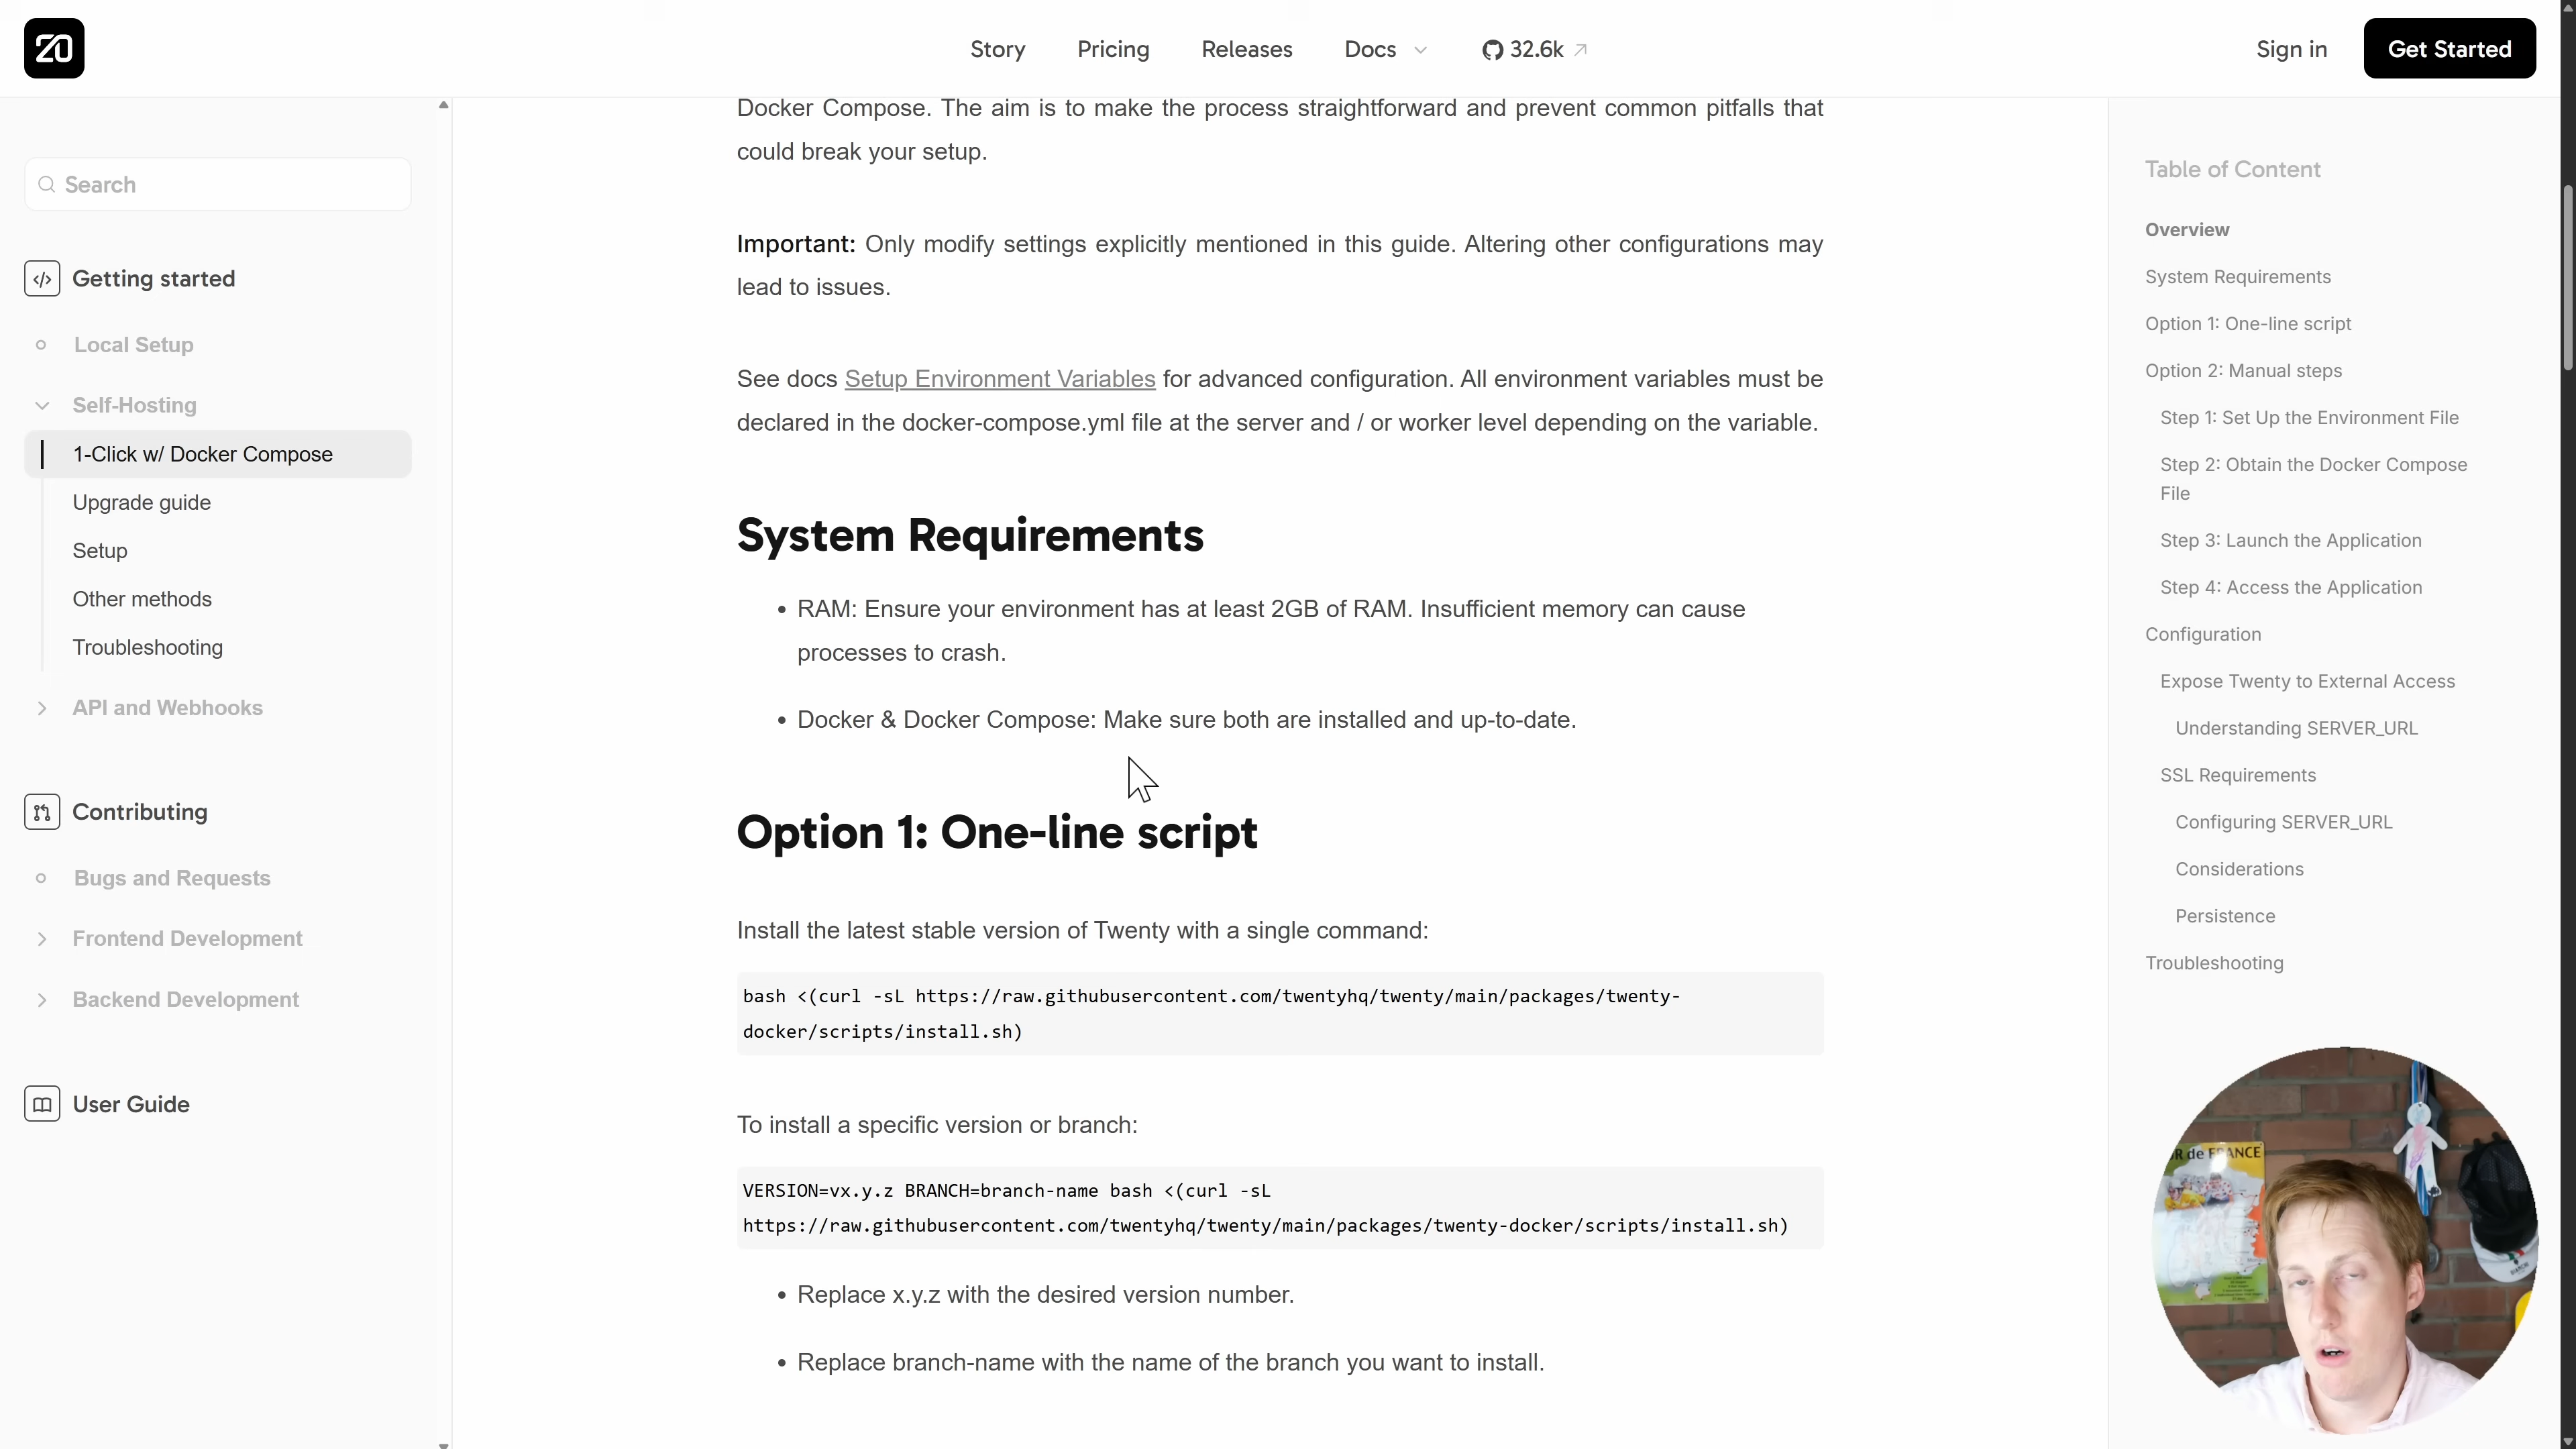 20
Story
Pricing
Releases
Docs
32.6k
Sign in
Get Started
Search
Getting started
Local Setup
Self-Hosting
1-Click w/ Docker Compose
Upgrade guide
Setup
Other methods
Troubleshooting
API and Webhooks
Contributing
Bugs and Requests
Frontend Development
Backend Development
User Guide
Docker Compose. The aim is to make the process straightforward and prevent common pitfalls that
could break your setup.
Important: Only modify settings explicitly mentioned in this guide. Altering other configurations may
lead to issues.
See docs Setup Environment Variables for advanced configuration. All environment variables must be
declared in the docker-compose.yml file at the server and / or worker level depending on the variable.
System Requirements
• RAM: Ensure your environment has at least 2GB of RAM. Insufficient memory can cause
processes to crash.
• Docker & Docker Compose: Make sure both are installed and up-to-date.
Option 1: One-line script
Install the latest stable version of Twenty with a single command:
bash <(curl -sL https://raw.githubusercontent.com/twentyhq/twenty/main/packages/twenty-
docker/scripts/install.sh)
To install a specific version or branch:
VERSION=vx.y.z BRANCH=branch-name bash <(curl -sL
https://raw.githubusercontent.com/twentyhq/twenty/main/packages/twenty-docker/scripts/install.sh)
• Replace x.y.z with the desired version number.
• Replace branch-name with the name of the branch you want to install.
Table of Content
Overview
System Requirements
Option 1: One-line script
Option 2: Manual steps
Step 1: Set Up the Environment File
Step 2: Obtain the Docker Compose
File
Step 3: Launch the Application
Step 4: Access the Application
Configuration
Expose Twenty to External Access
Understanding SERVER_URL
SSL Requirements
Configuring SERVER_URL
Considerations
Persistence
Troubleshooting
R de FRANCE